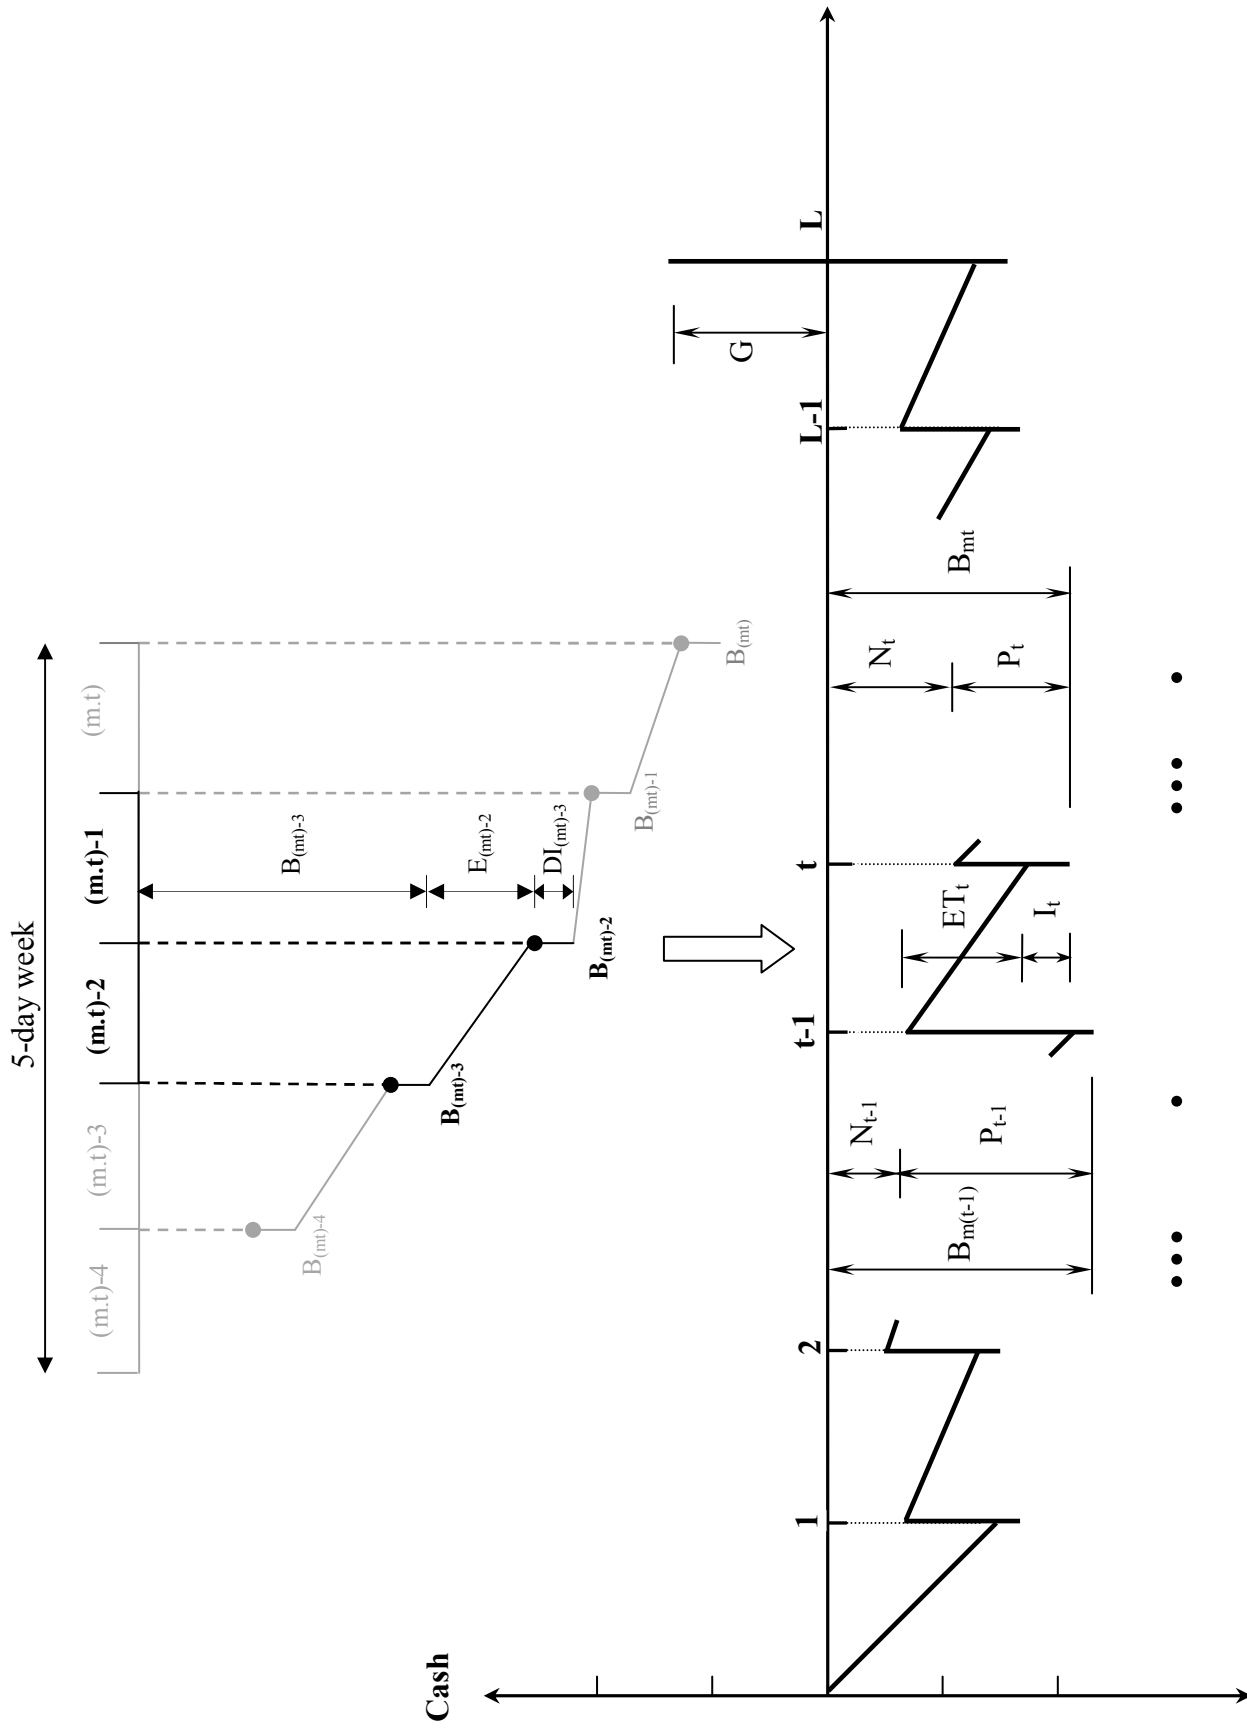 5-day week
(m.t)-4
(m.t)-3
(m.t)-2
(m.t)-1
(m.t)
B(mt)-3
E(mt)-2
DI(mt)-3
B(mt)-4
B(mt)-3
B(mt)-2
B(mt)-1
B(mt)
Cash
1
2
t-1
t
L-1
L
G
Nt-1
Pt-1
Bm(t-1)
ETt
It
Nt
Pt
Bmt